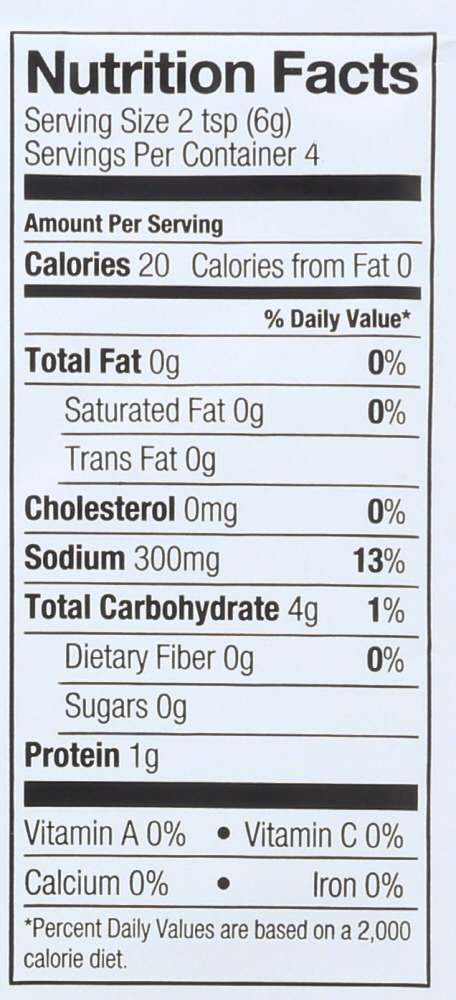 Nutrition Facts
Serving Size 2 tsp (6g)
Servings Per Container 4
Amount Per Serving
Calories 20 Calories from Fat 0
% Daily Value*
Total Fat 0g 0%
Saturated Fat 0g 0%
Trans Fat 0g
Cholesterol 0mg 0%
Sodium 300mg 13%
Total Carbohydrate 4g 1%
Dietary Fiber 0g 0%
Sugars 0g
Protein 1g
Vitamin A 0% • Vitamin C 0%
Calcium 0% • Iron 0%
*Percent Daily Values are based on a 2,000
calorie diet.